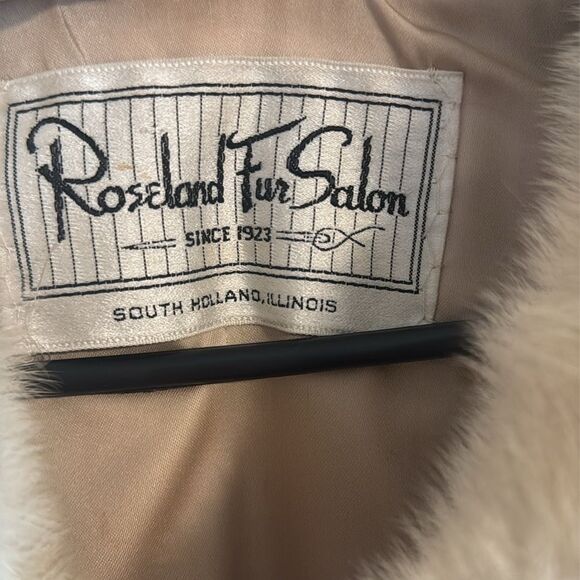 Roseland Fur Salon
SINCE 1923
SOUTH HOLLAND, ILLINOIS